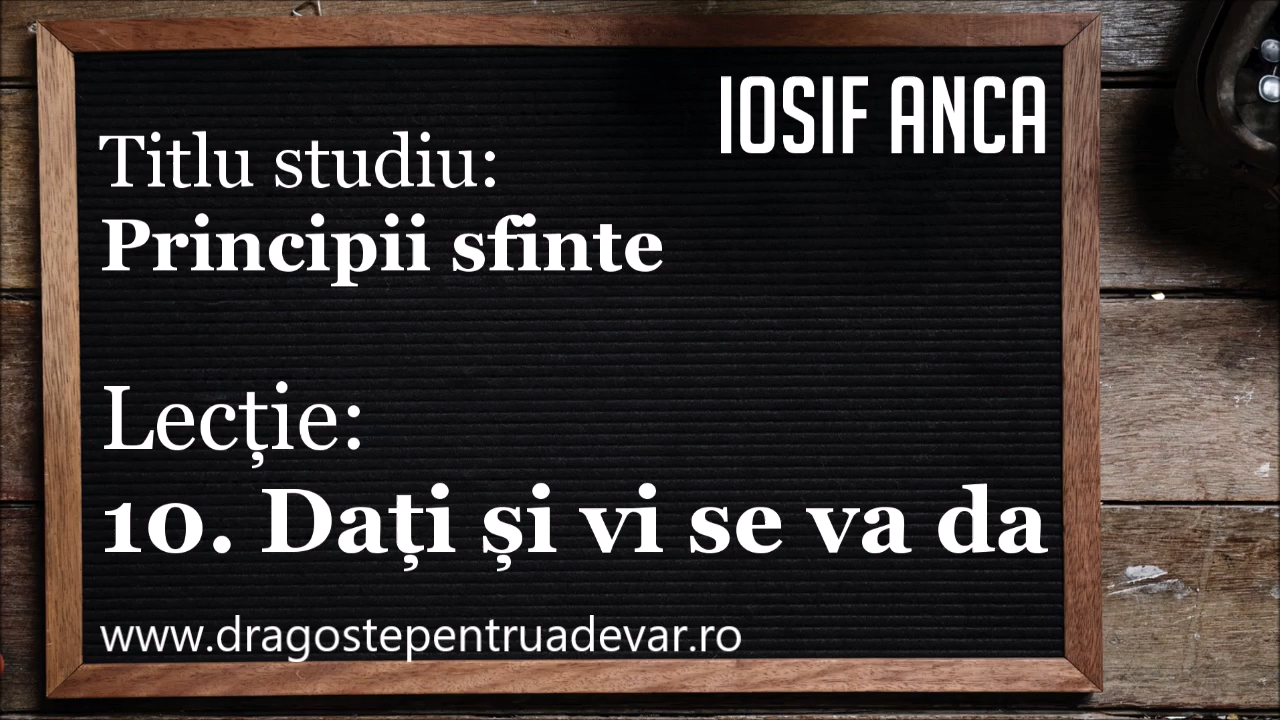 IOSIF ANCA
Titlu studiu:
Principii sfinte
Lecție:
10. Dați și vi se va da
www.dragostepentruadevar.ro